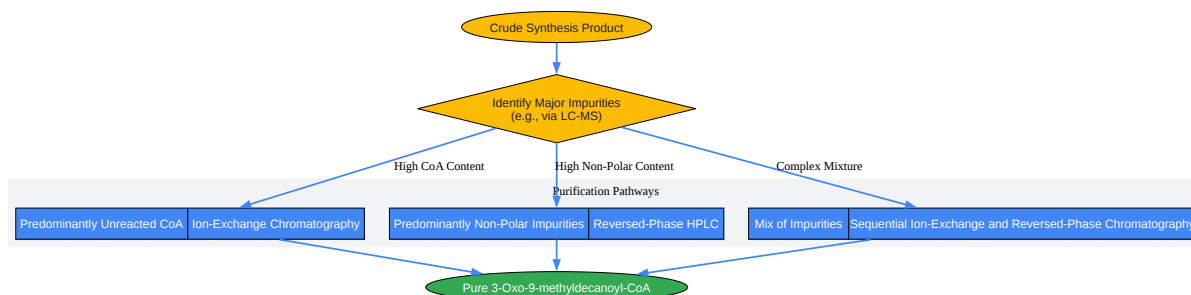 Crude Synthesis Product
Identify Major Impurities
(e.g., via LC-MS)
High CoA Content
High Non-Polar Content
Complex Mixture
Purification Pathways
Predominantly Unreacted CoA
Ion-Exchange Chromatography
Predominantly Non-Polar Impurities
Reversed-Phase HPLC
Mix of Impurities
Sequential Ion-Exchange and Reversed-Phase Chromatography
Pure 3-Oxo-9-methyldecanoyl-CoA